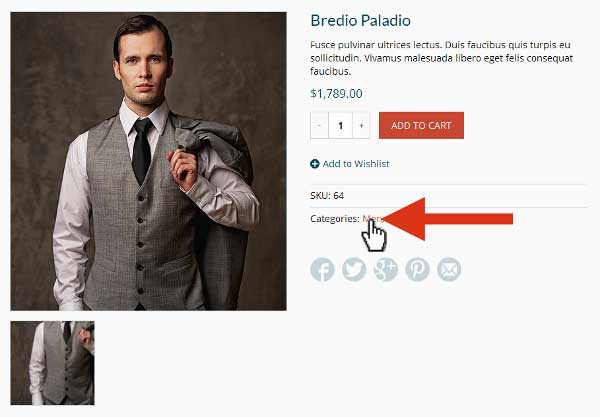 Bredio Paladio
Fusce pulvinar ultrices lectus. Duis faucibus quis turpis eu
sollicitudin. Vivamus malesuada libero eget felis consequat
faucibus.
$1,789.00
- 1 +
ADD TO CART
Add to Wishlist
SKU: 64
Categories: